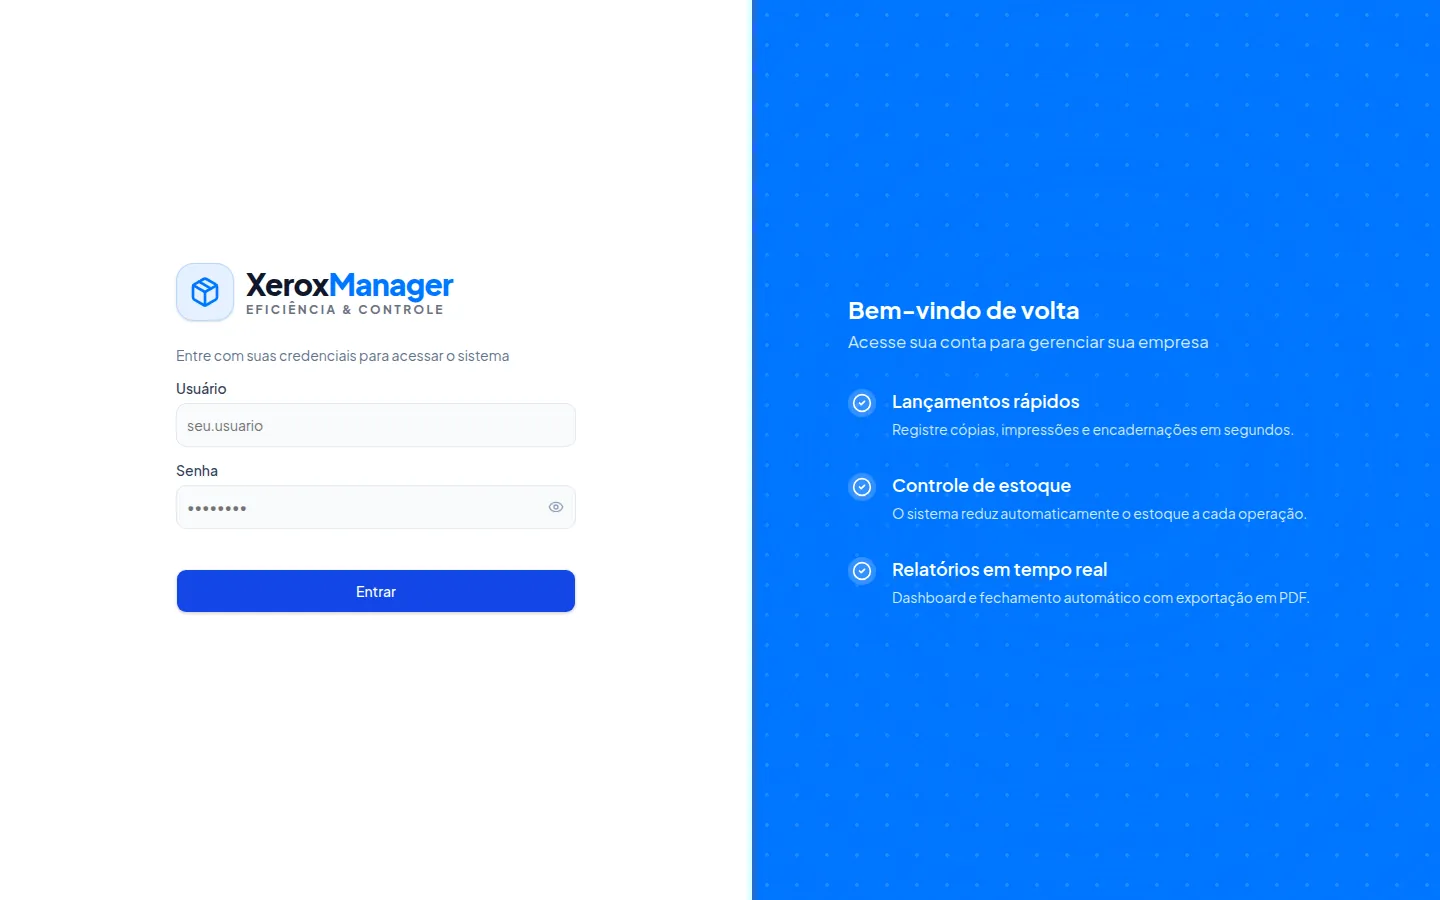 XeroxManager
EFICIÊNCIA & CONTROLE
Entre com suas credenciais para acessar o sistema
Usuário
seu.usuario
Senha
••••••••
Entrar
Bem-vindo de volta
Acesse sua conta para gerenciar sua empresa
Lançamentos rápidos
Registre cópias, impressões e encadernações em segundos.
Controle de estoque
O sistema reduz automaticamente o estoque a cada operação.
Relatórios em tempo real
Dashboard e fechamento automático com exportação em PDF.